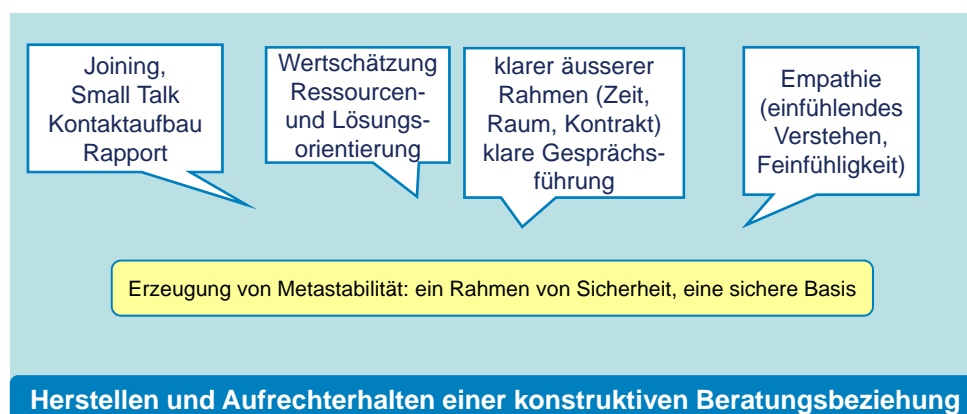 Joining,
Small Talk
Kontaktaufbau
Rapport
Wertschätzung
Ressourcen-
und Lösungs-
orientierung
klarer äusserer
Rahmen (Zeit,
Raum, Kontrakt)
klare Gesprächs-
führung
Empathie
(einfühlendes
Verstehen,
Feinfühligkeit)
Erzeugung von Metastabilität: ein Rahmen von Sicherheit, eine sichere Basis
Herstellen und Aufrechterhalten einer konstruktiven Beratungsbeziehung